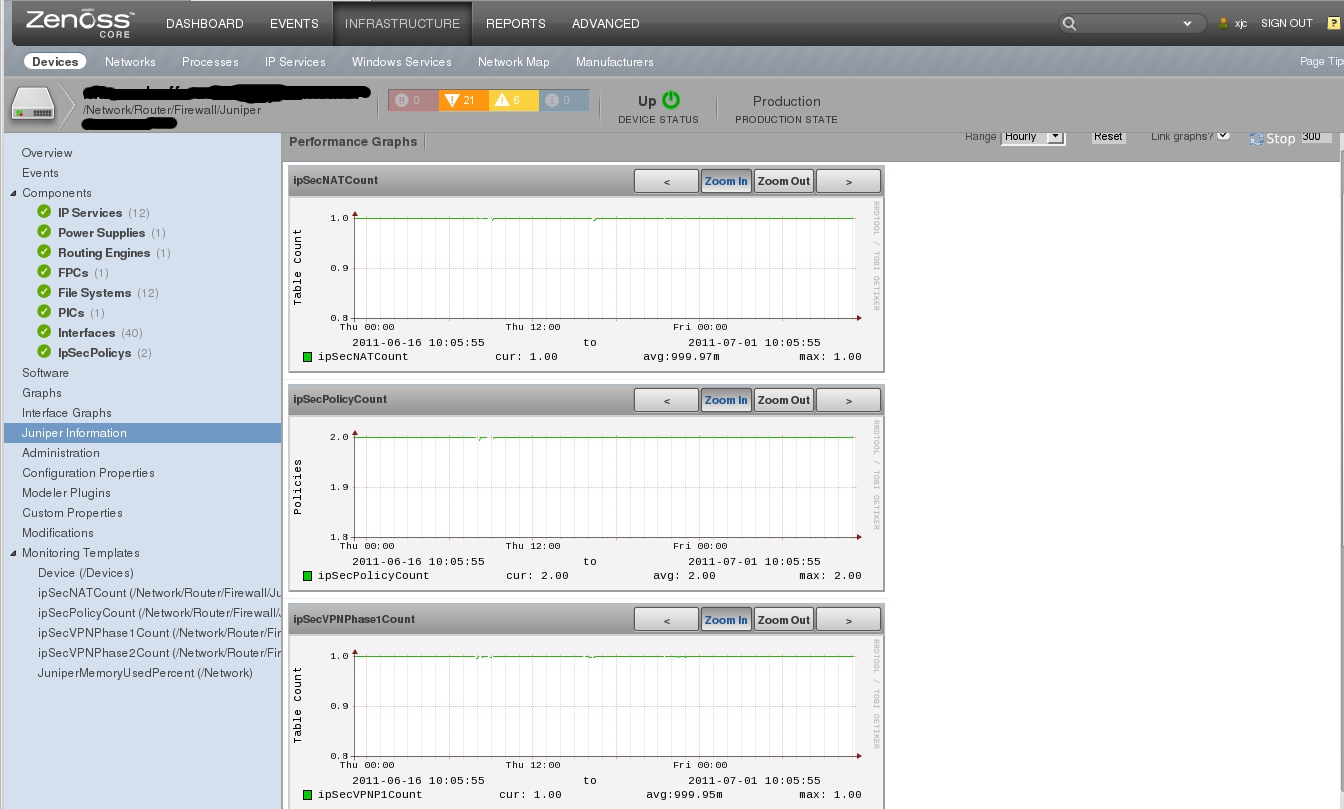 Zenoss™ CORE DASHBOARD EVENTS INFRASTRUCTURE REPORTS ADVANCED xjc SIGN OUT ?
Devices Networks Processes IP Services Windows Services Network Map Manufacturers Page Tip
/Network/Router/Firewall/Juniper
0 21 6 0
Up
DEVICE STATUS
Production
PRODUCTION STATE
Overview
Events
Components
IP Services (12)
Power Supplies (1)
Routing Engines (1)
FPCs (1)
File Systems (12)
PICs (1)
Interfaces (40)
IpSecPolicys (2)
Software
Graphs
Interface Graphs
Juniper Information
Administration
Configuration Properties
Modeler Plugins
Custom Properties
Modifications
Monitoring Templates
Device (/Devices)
ipSecNATCount (/Network/Router/Firewall/Ju
ipSecPolicyCount (/Network/Router/Firewall/J
ipSecVPNPhase1Count (/Network/Router/Fir
ipSecVPNPhase2Count (/Network/Router/Fir
JuniperMemoryUsedPercent (/Network)
Performance Graphs Range Hourly Reset Link graphs? Stop 300
ipSecNATCount < Zoom In Zoom Out >
RRDTOOL / TOBI OETIKER
Table Count
1.0
0.9
0.8
Thu 00:00 Thu 12:00 Fri 00:00
2011-06-16 10:05:55 to 2011-07-01 10:05:55
ipSecNATCount cur: 1.00 avg:999.97m max: 1.00
ipSecPolicyCount < Zoom In Zoom Out >
RRDTOOL / TOBI OETIKER
Policies
2.0
1.9
1.8
Thu 00:00 Thu 12:00 Fri 00:00
2011-06-16 10:05:55 to 2011-07-01 10:05:55
ipSecPolicyCount cur: 2.00 avg: 2.00 max: 2.00
ipSecVPNPhase1Count < Zoom In Zoom Out >
RRDTOOL / TOBI OETIKER
Table Count
1.0
0.9
0.8
Thu 00:00 Thu 12:00 Fri 00:00
2011-06-16 10:05:55 to 2011-07-01 10:05:55
ipSecVPNP1Count cur: 1.00 avg:999.95m max: 1.00